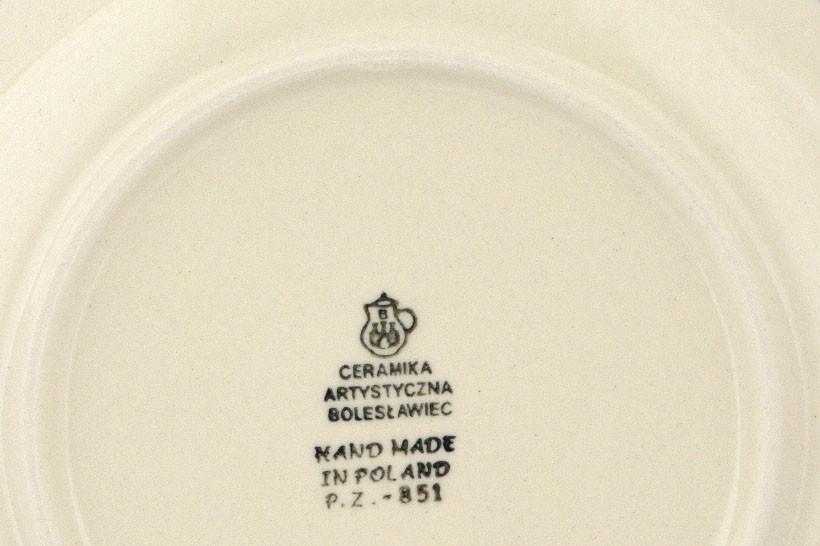 B
CERAMIKA
ARTYSTYCZNA
BOLESŁAWIEC
HAND MADE
IN POLAND
P.Z.-851